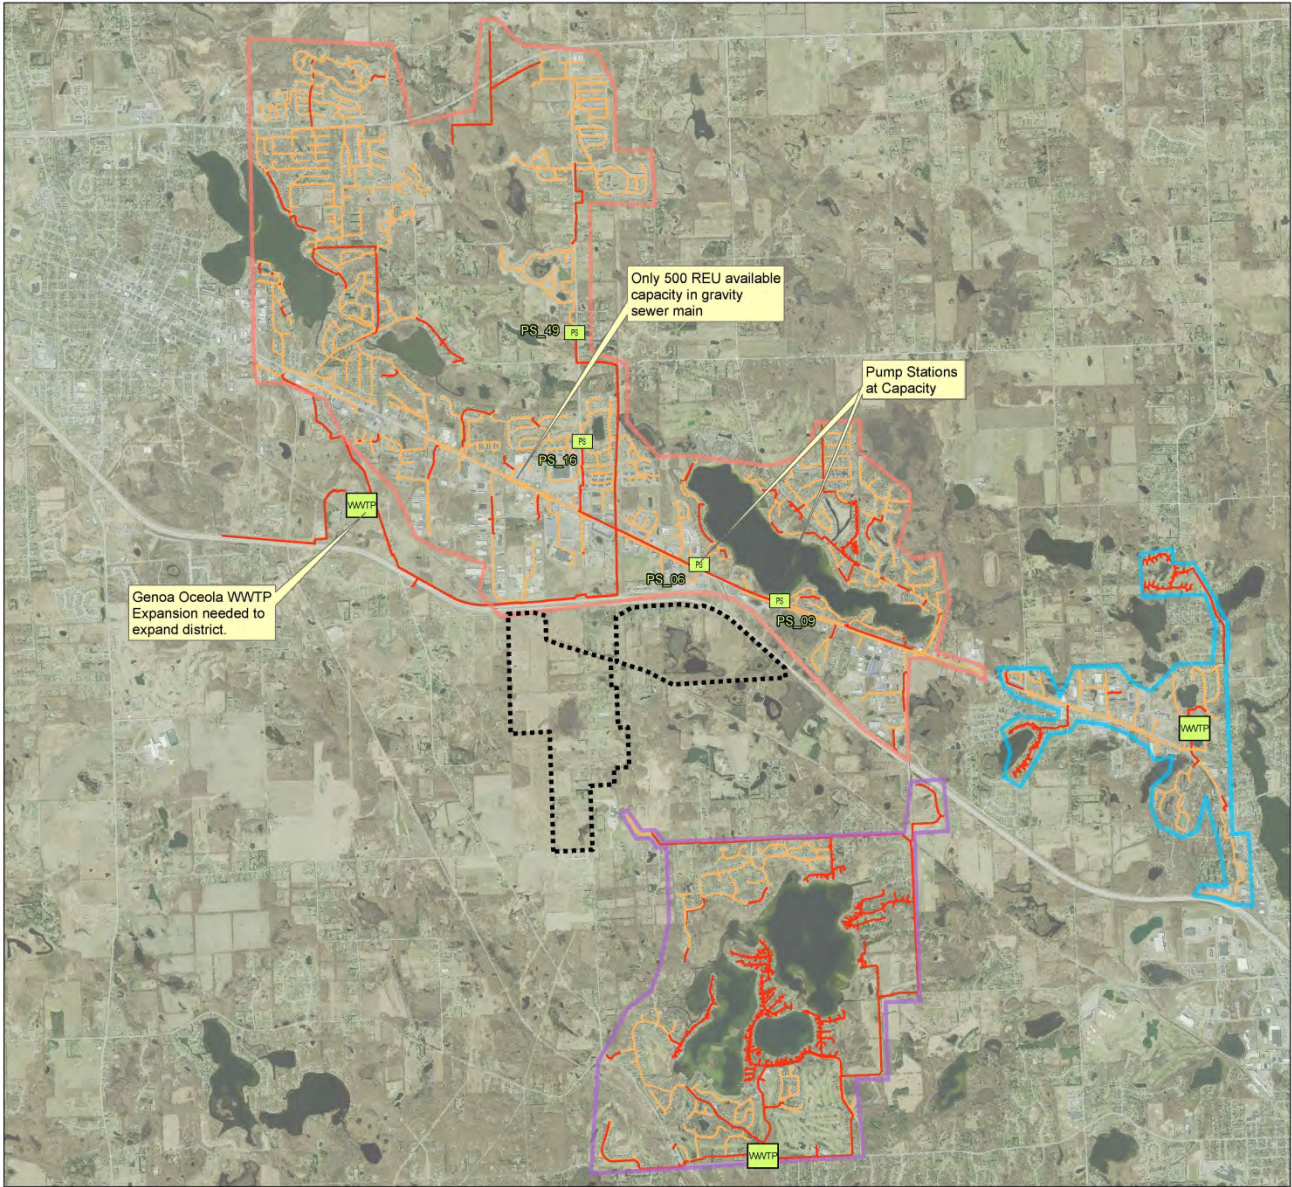 Only 500 REU available
capacity in gravity
sewer main
PS_49
PS
Pump Stations
at Capacity
PS
PS_16
WWTP
PS
PS_06
Genoa Oceola WWTP
Expansion needed to
expand district.
PS
PS_09
WWTP
WWTP